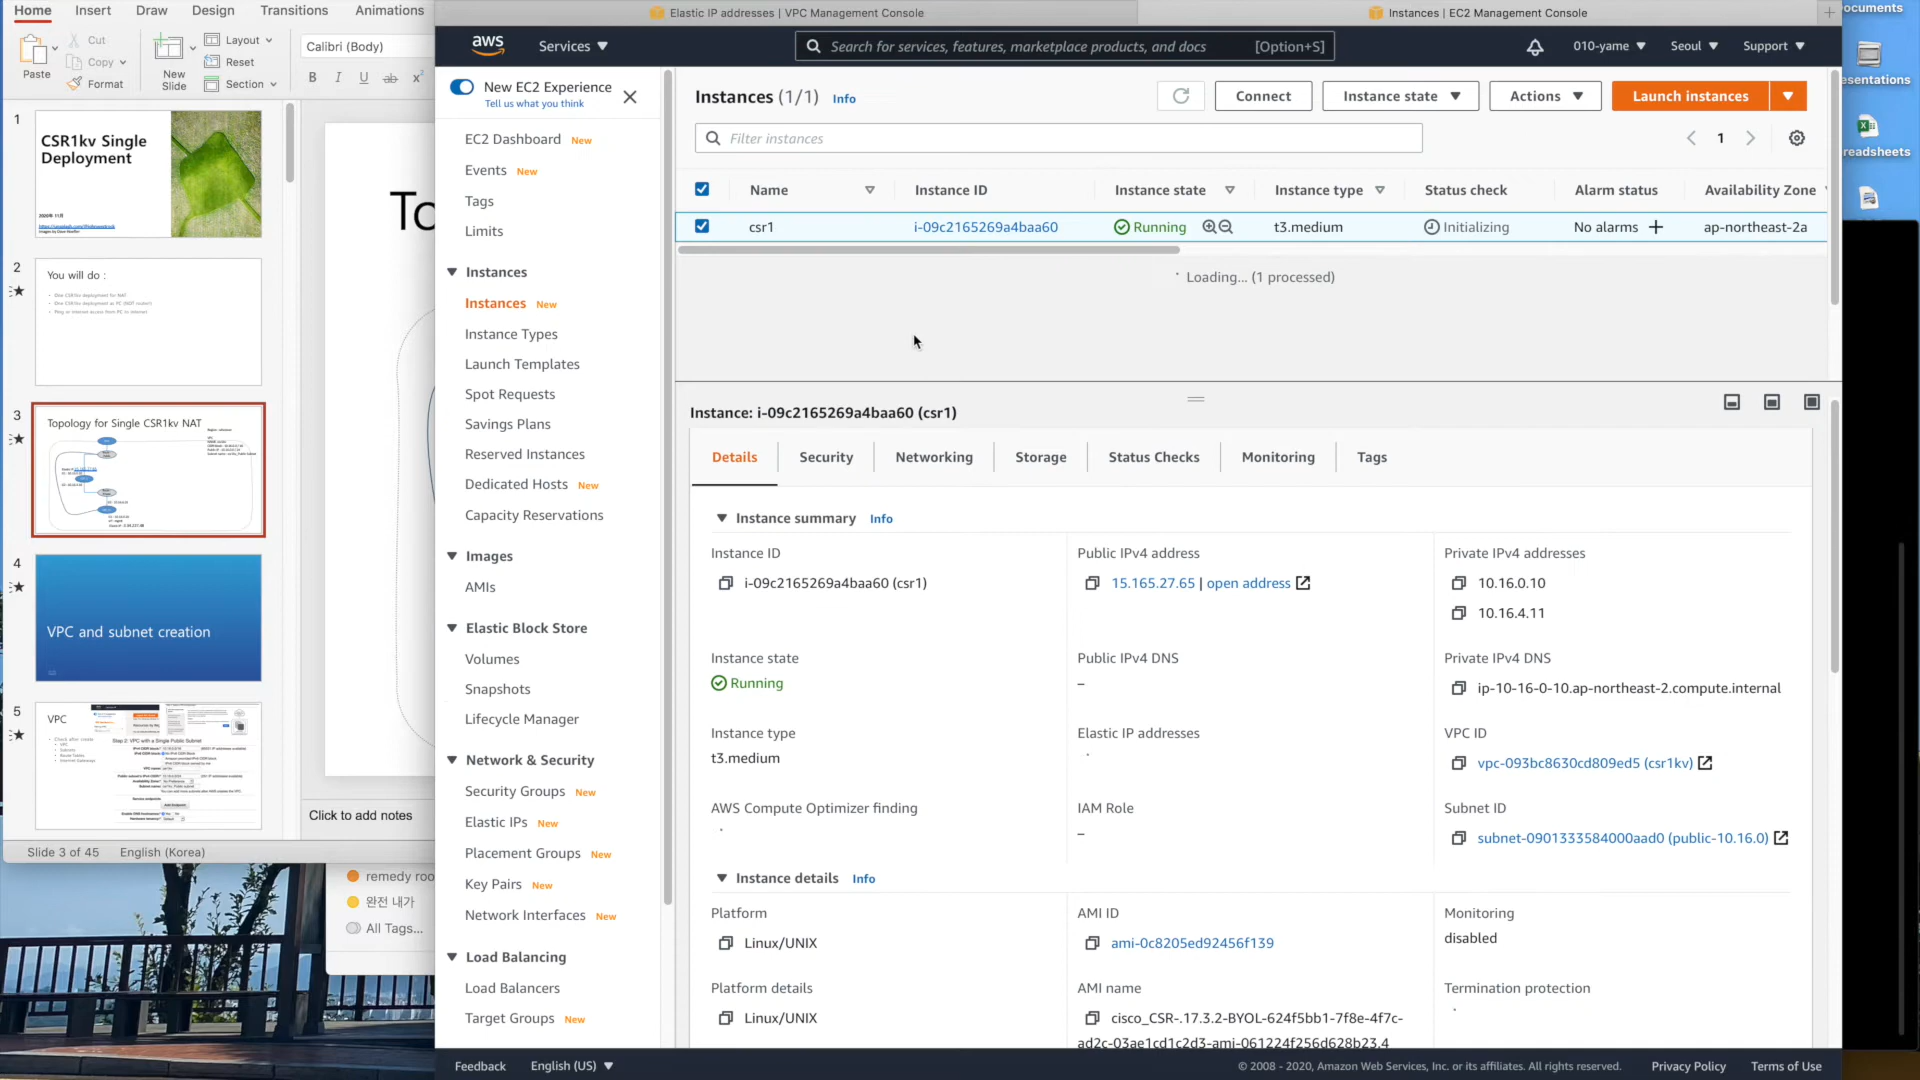 Home Insert Draw Design Transitions Animations
Paste
Cut
Copy
Format
New
Slide
Layout
Reset
Section
Calibri (Body)
B I U ab x
1
CSR1kv Single
Deployment
2
You will do :
3
Topology for Single CSR1kv NAT
4
VPC and subnet creation
5
VPC
Step 2: VPC with a Single Public Subnet
To
Click to add notes
Slide 3 of 45 English (Korea)
remedy roo
완전 내가
All Tags...
Elastic IP addresses | VPC Management Console
Instances | EC2 Management Console
aws
Services
Search for services, features, marketplace products, and docs [Option+S]
010-yame
Seoul
Support
New EC2 Experience
Tell us what you think
EC2 Dashboard New
Events New
Tags
Limits
Instances
Instances New
Instance Types
Launch Templates
Spot Requests
Savings Plans
Reserved Instances
Dedicated Hosts New
Capacity Reservations
Images
AMIs
Elastic Block Store
Volumes
Snapshots
Lifecycle Manager
Network & Security
Security Groups New
Elastic IPs New
Placement Groups New
Key Pairs New
Network Interfaces New
Load Balancing
Load Balancers
Target Groups New
Instances (1/1) Info
Connect
Instance state
Actions
Launch instances
Filter instances
1
Name Instance ID Instance state Instance type Status check Alarm status Availability Zone
csr1 i-09c2165269a4baa60 Running t3.medium Initializing No alarms + ap-northeast-2a
Loading... (1 processed)
Instance: i-09c2165269a4baa60 (csr1)
Details Security Networking Storage Status Checks Monitoring Tags
Instance summary Info
Instance ID
i-09c2165269a4baa60 (csr1)
Public IPv4 address
15.165.27.65 | open address
Private IPv4 addresses
10.16.0.10
10.16.4.11
Instance state
Running
Public IPv4 DNS
–
Private IPv4 DNS
ip-10-16-0-10.ap-northeast-2.compute.internal
Instance type
t3.medium
Elastic IP addresses
VPC ID
vpc-093bc8630cd809ed5 (csr1kv)
AWS Compute Optimizer finding
IAM Role
–
Subnet ID
subnet-0901333584000aad0 (public-10.16.0)
Instance details Info
Platform
Linux/UNIX
AMI ID
ami-0c8205ed92456f139
Monitoring
disabled
Platform details
Linux/UNIX
AMI name
cisco_CSR-.17.3.2-BYOL-624f5bb1-7f8e-4f7c-
ad2c-03ae1cd1c2d3-ami-061224f256d628b23.4
Termination protection
Feedback English (US)
© 2008 - 2020, Amazon Web Services, Inc. or its affiliates. All rights reserved. Privacy Policy Terms of Use
ocuments
esentations
readsheets